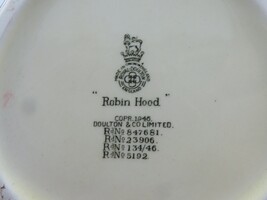 "Robin Hood."
COPR. 1946.
DOULTON & CO LIMITED.
Rd No 847681.
Rd No 23906.
Rd No 134/46.
Rd No 5192.